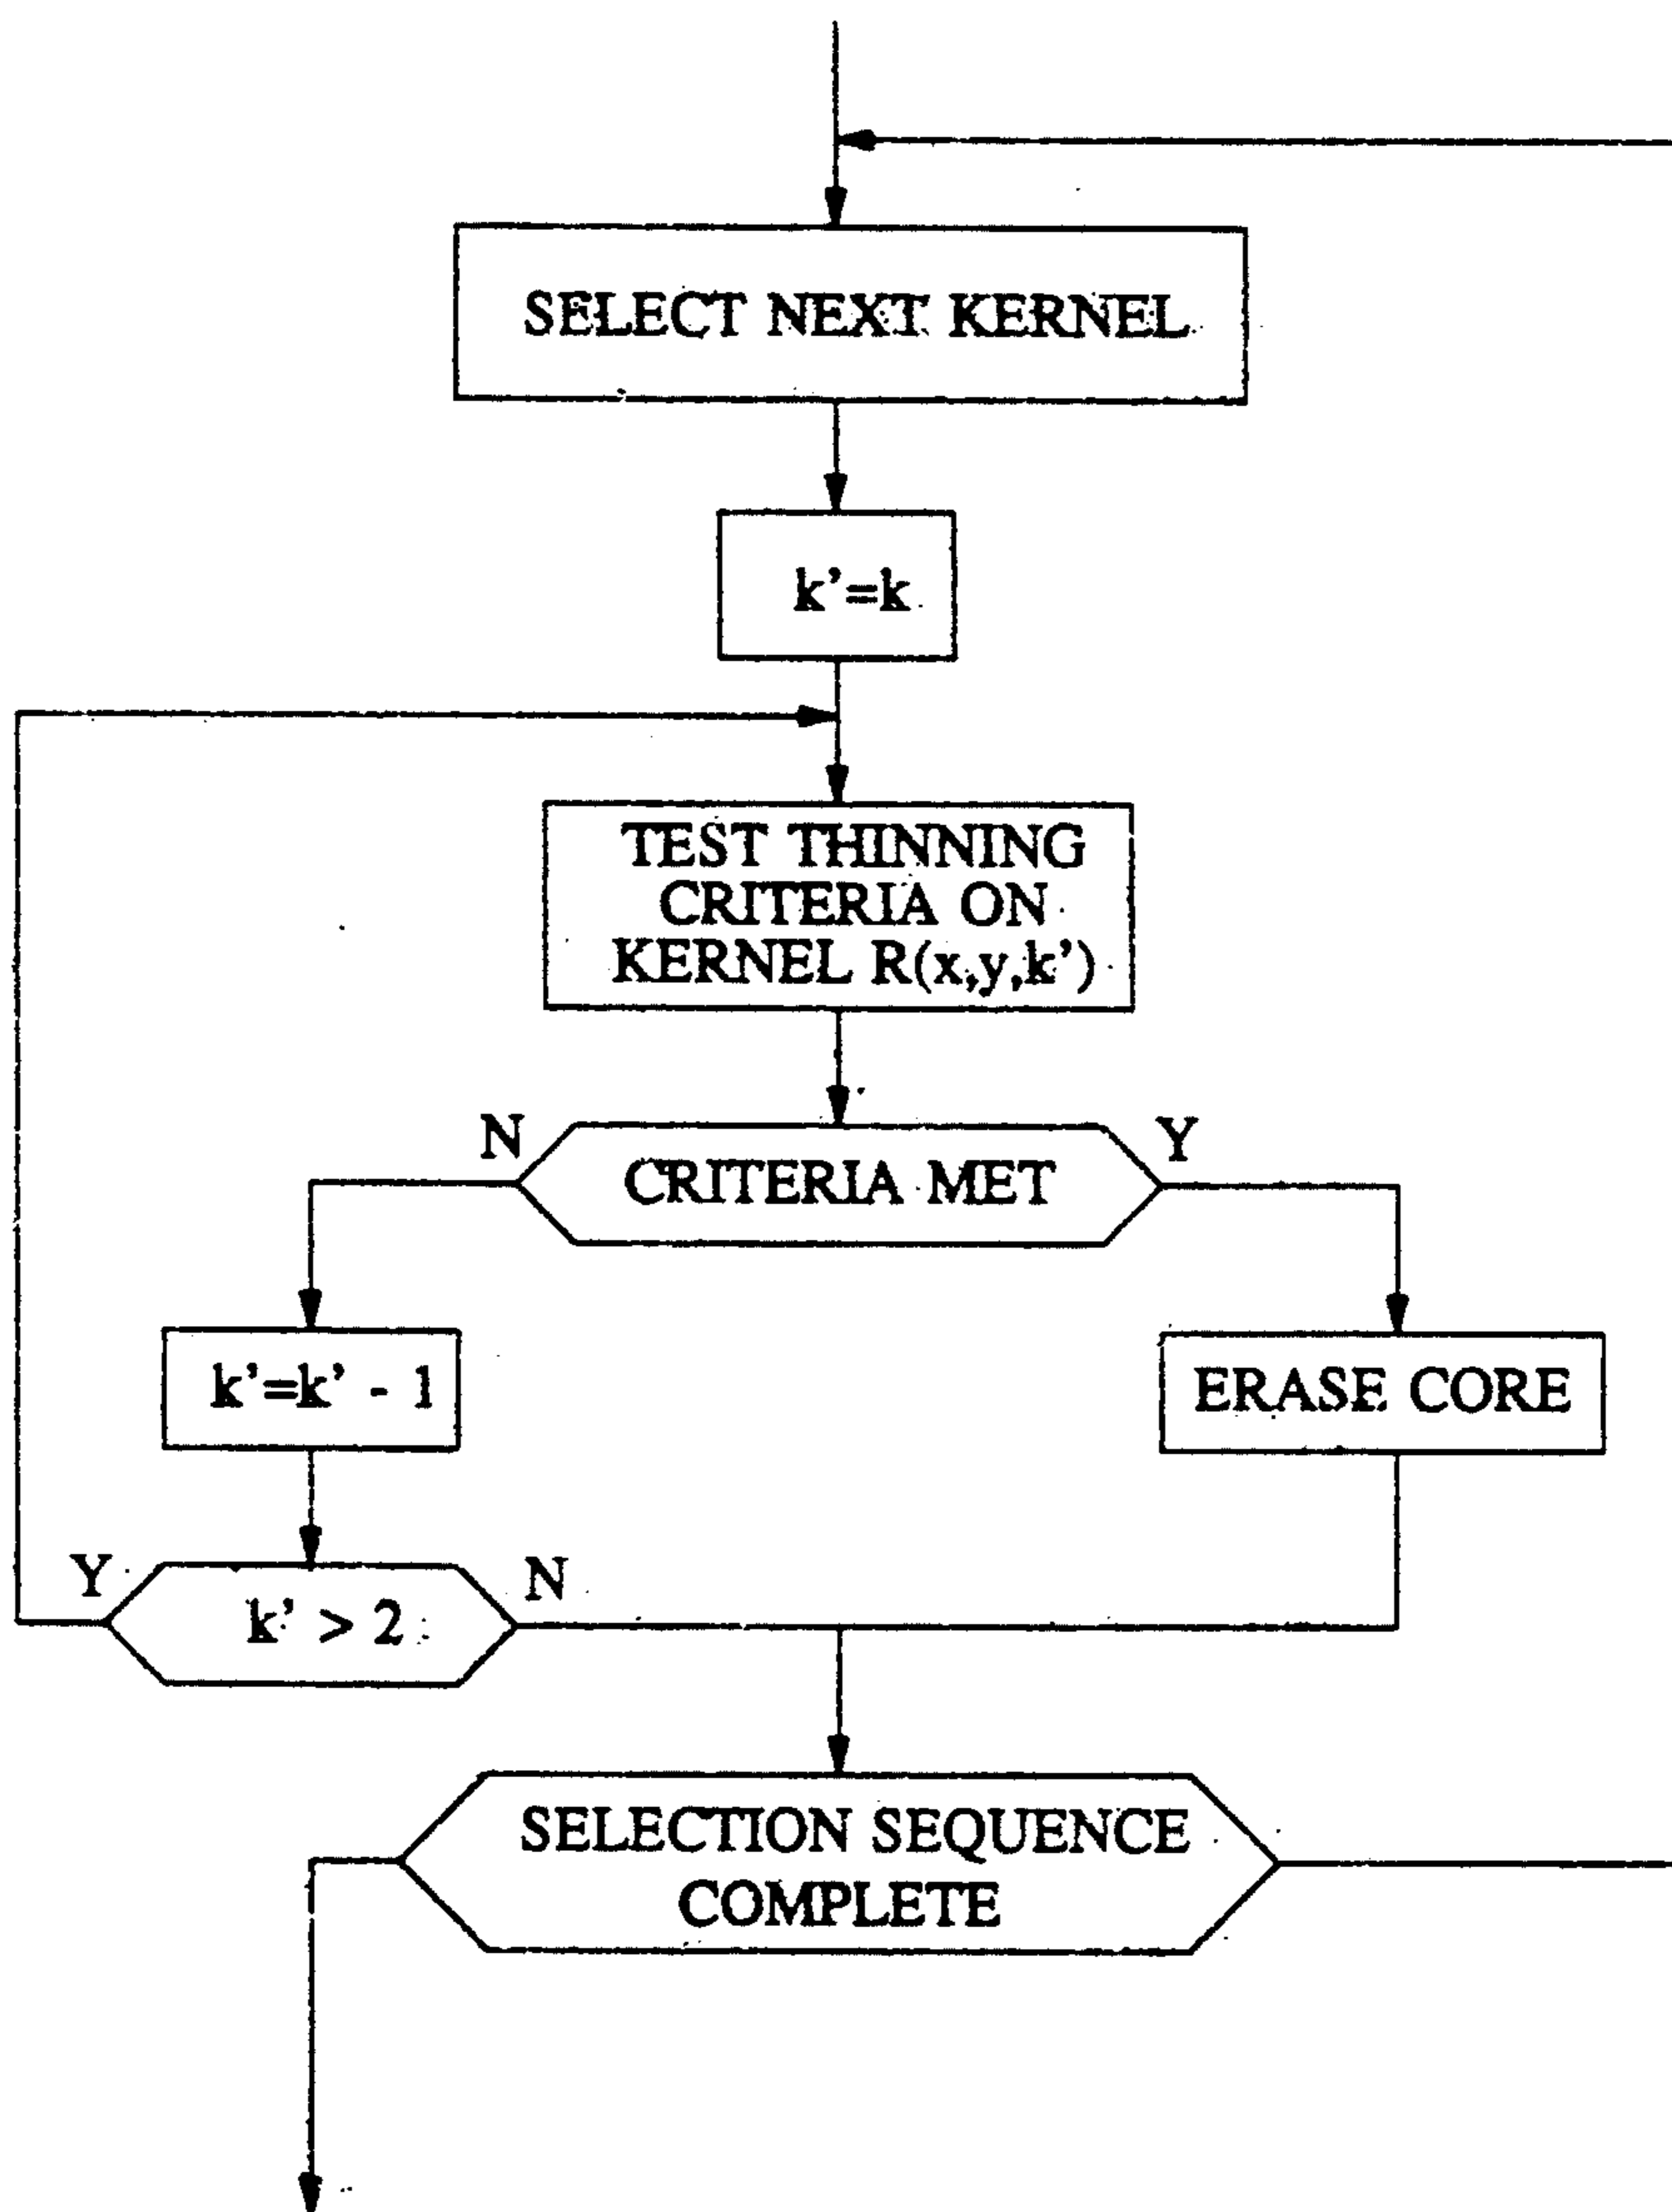 SELECT NEXT KERNEL
k’=k
TEST THINNING
CRITERIA ON
KERNEL R(x,y,k’)
N
Y
CRITERIA MET
k’=k’ - 1
ERASE CORE
Y
N
k’ > 2
SELECTION SEQUENCE
COMPLETE